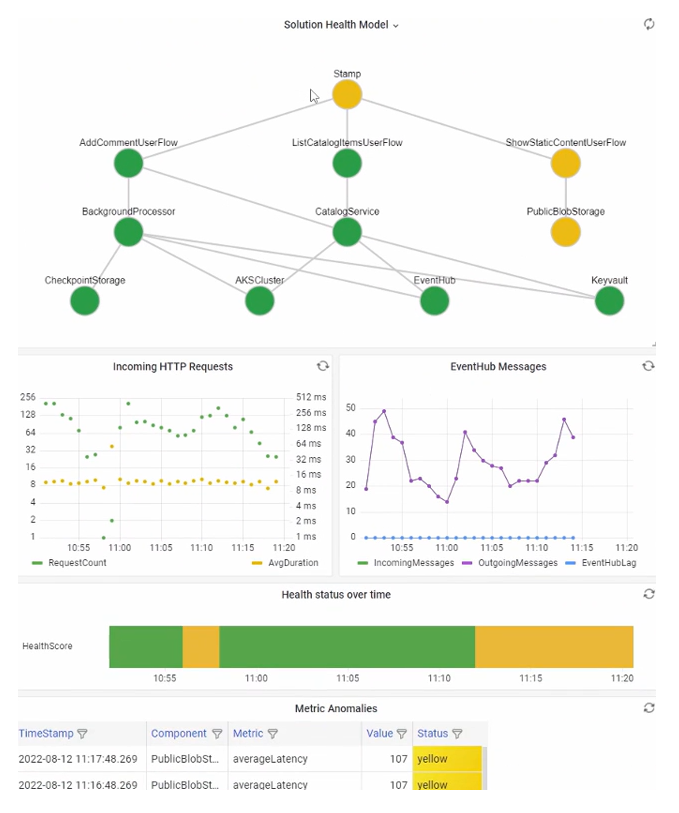 Solution Health Model
Stamp
AddCommentUserFlow
ListCatalogItemsUserFlow
ShowStaticContentUserFlow
BackgroundProcessor
CatalogService
PublicBlobStorage
CheckpointStorage
AKSCluster
EventHub
Keyvault
Incoming HTTP Requests
256
128
64
32
16
8
4
2
1
512 ms
256 ms
128 ms
64 ms
32 ms
16 ms
8 ms
4 ms
2 ms
1 ms
10:55 11:00 11:05 11:10 11:15 11:20
RequestCount AvgDuration
EventHub Messages
50
40
30
20
10
0
10:55 11:00 11:05 11:10 11:15 11:20
IncomingMessages OutgoingMessages EventHubLag
Health status over time
HealthScore
10:55 11:00 11:05 11:10 11:15 11:20
Metric Anomalies
TimeStamp Component Metric Value Status
2022-08-12 11:17:48.269 PublicBlobSt... averageLatency 107 yellow
2022-08-12 11:16:48.269 PublicBlobSt... averageLatency 107 yellow